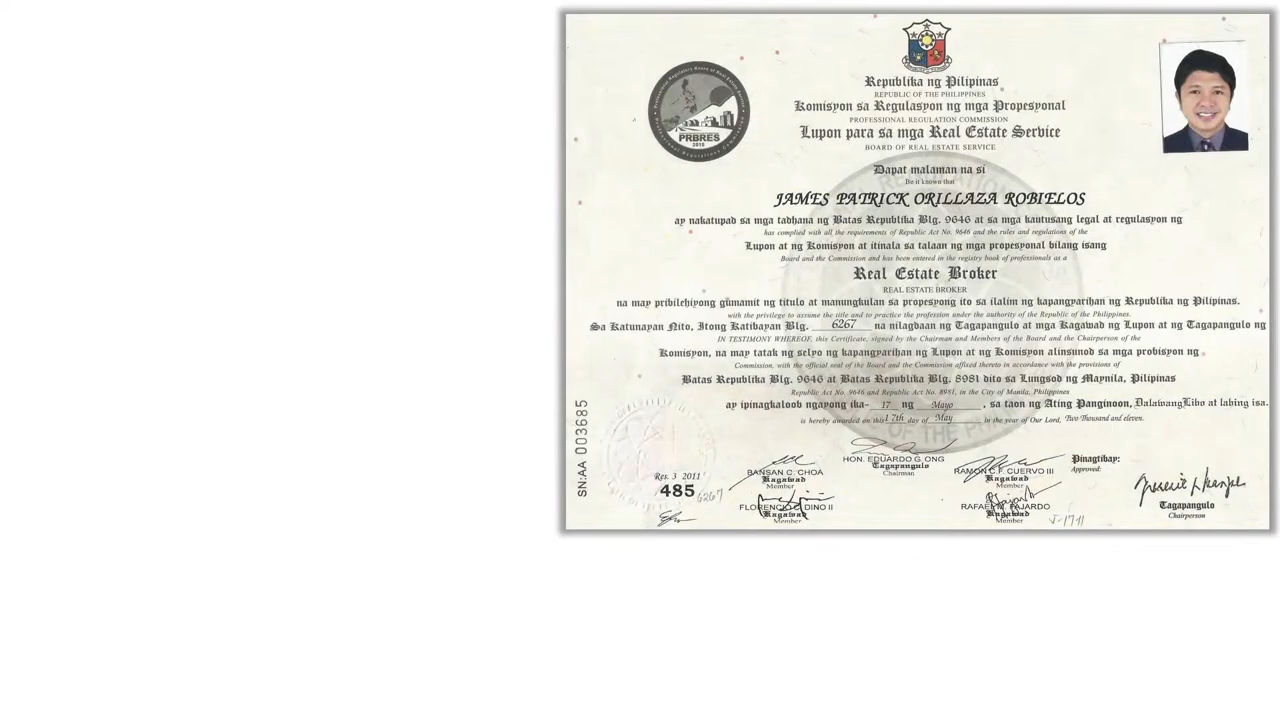 Republika ng Pilipinas
REPUBLIC OF THE PHILIPPINES
Komisyon sa Regulasyon ng mga Propesyonal
PROFESSIONAL REGULATION COMMISSION
Lupon para sa mga Real Estate Service
BOARD OF REAL ESTATE SERVICE
PRBRES
2010
Dapat malaman na si
Be it known that
JAMES PATRICK ORILLAZA ROBIELOS
ay nakatupad sa mga tadhana ng Batas Republika Blg. 9646 at sa mga kautusang legal at regulasyon ng
has complied with all the requirements of Republic Act No. 9646 and the rules and regulations of the
Lupon at ng Komisyon at itinala sa talaan ng mga propesyonal bilang isang
Board and the Commission and has been entered in the registry book of professionals as a
Real Estate Broker
REAL ESTATE BROKER
na may pribilehiyong gumamit ng titulo at manungkulan sa propesyong ito sa ilalim ng kapangyarihan ng Republika ng Pilipinas.
with the privilege to assume the title and to practice the profession under the authority of the Republic of the Philippines.
Sa Katunayan Nito, Itong Katibayan Blg. 6267 na nilagdaan ng Tagapangulo at mga Kagawad ng Lupon at ng Tagapangulo ng
IN TESTIMONY WHEREOF, this Certificate, signed by the Chairman and Members of the Board and the Chairperson of the
Komisyon, na may tatak ng selyo ng kapangyarihan ng Lupon at ng Komisyon alinsunod sa mga probisyon ng
Commission, with the official seal of the Board and the Commission affixed thereto in accordance with the provisions of
Batas Republika Blg. 9646 at Batas Republika Blg. 8981 dito sa Lungsod ng Maynila, Pilipinas
Republic Act No. 9646 and Republic Act No. 8981, in the City of Manila, Philippines
ay ipinagkaloob ngayong ika- 17 ng Mayo, sa taon ng Ating Panginoon, Dalawang Libo at labing isa.
is hereby awarded on this 17th day of May in the year of Our Lord, Two Thousand and eleven.
SN:AA 003685
Res. 3 2011
485 6267
BANSAN C. CHOA
Kagawad
Member
FLORENCIO C. DINO II
Kagawad
Member
HON. EDUARDO G. ONG
Tagapangulo
Chairman
RAMON C.F. CUERVO III
Kagawad
Member
RAFAEL M. FAJARDO
Kagawad
Member
Pinagtibay:
Approved:
Tagapangulo
Chairperson